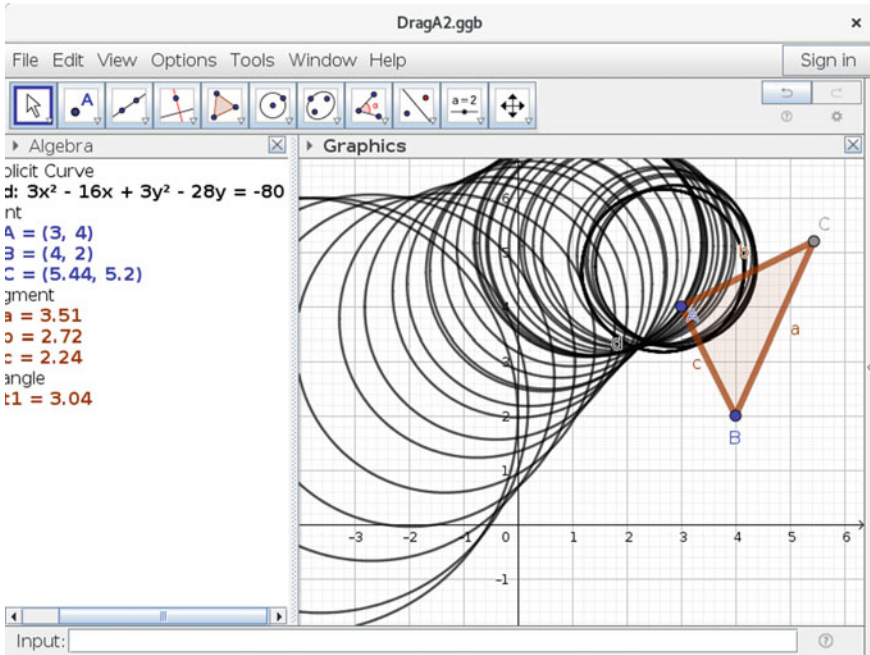 DragA2.ggb
×
File Edit View Options Tools Window Help
Sign in
A
α
a=2
Algebra
Graphics
plicit Curve
d: 3x² - 16x + 3y² - 28y = -80
nt
A = (3, 4)
B = (4, 2)
C = (5.44, 5.2)
gment
a = 3.51
b = 2.72
c = 2.24
angle
t1 = 3.04
6
5
4
3
2
1
-1
-3 -2 -1 0 1 2 3 4 5 6
C
b
A
a
d
c
B
Input: